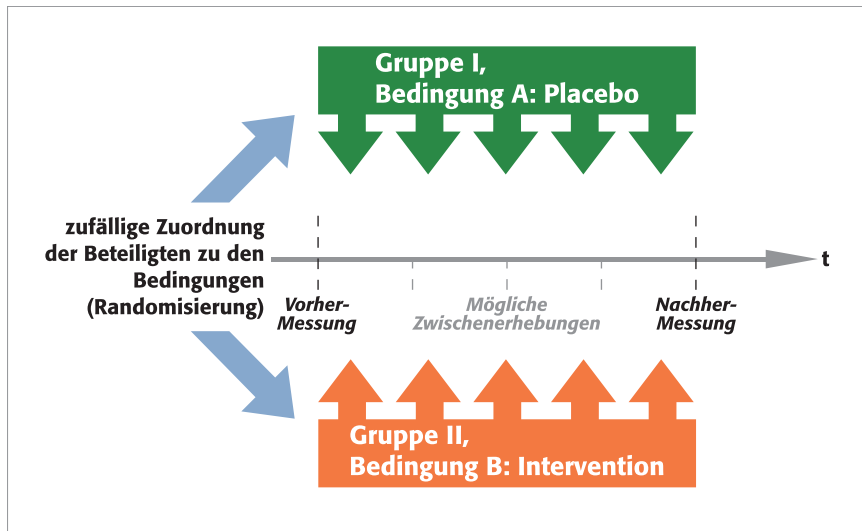 Gruppe I,
Bedingung A: Placebo
zufällige Zuordnung
der Beteiligten zu den
Bedingungen
(Randomisierung)
t
Vorher-
Messung
Mögliche
Zwischenerhebungen
Nachher-
Messung
Gruppe II,
Bedingung B: Intervention